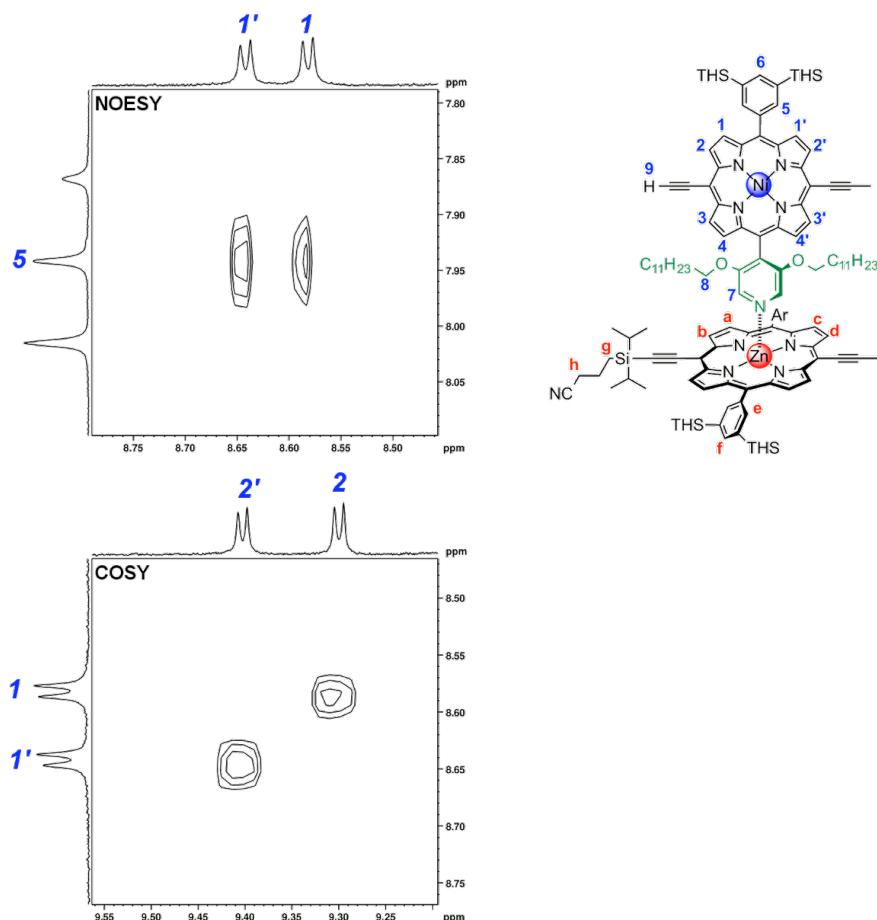 1' 1
ppm
NOESY
7.80
7.85
7.90
5
7.95
8.00
8.05
8.75 8.70 8.65 8.60 8.55 8.50 ppm
2' 2
ppm
COSY
8.50
8.55
1
8.60
1'
8.65
8.70
8.75
9.55 9.50 9.45 9.40 9.35 9.30 9.25 ppm
THS 6 THS
5
1 1'
2 2'
9 N N
H Ni
N N
3 3'
4 4'
C11H23 O O C11H23
8
7 N
a Ar c
b d
g N N
h Si Zn
N N
NC
e
THS
f THS